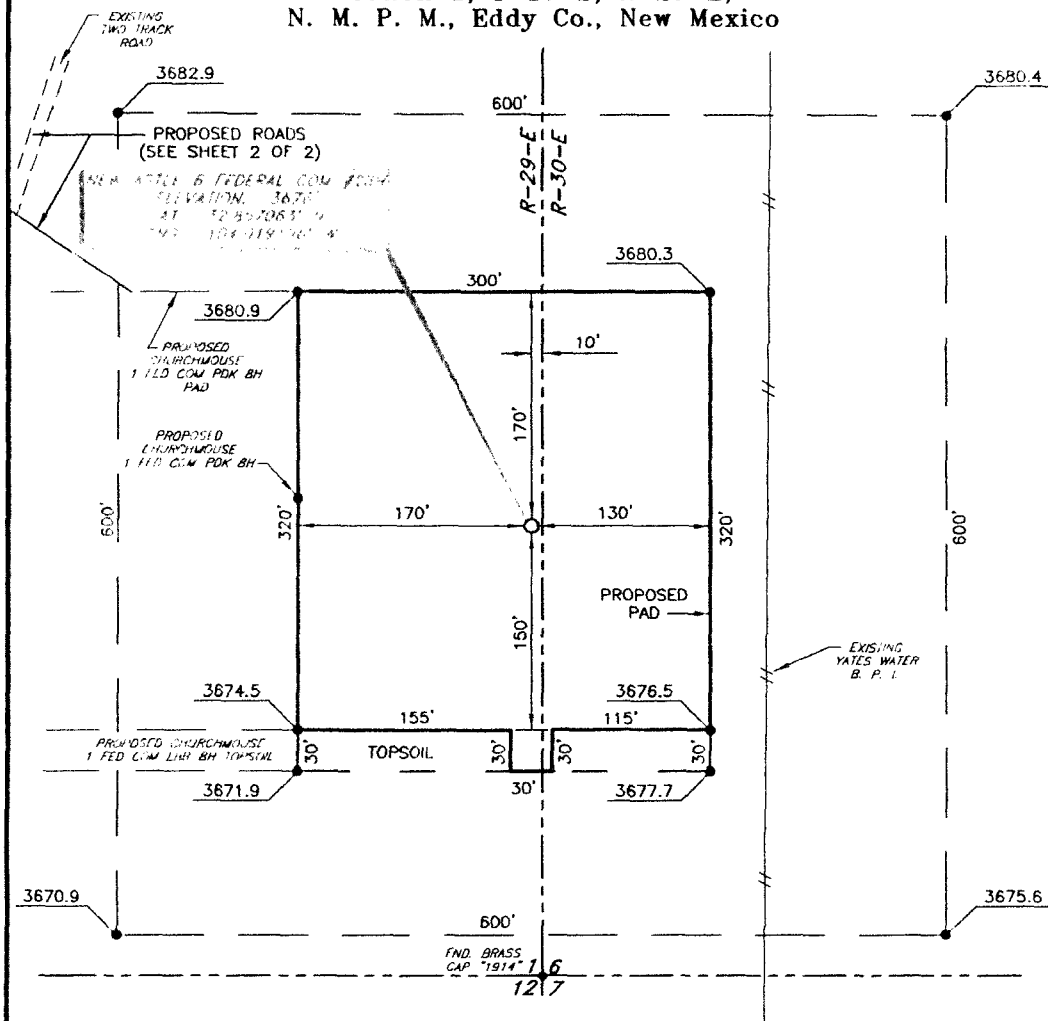 N. M. P. M., Eddy Co., New Mexico
EXISTING
TWO TRACK
ROAD
3682.9
3680.4
600'
PROPOSED ROADS
(SEE SHEET 2 OF 2)
R-29-E
R-30-E
FEDERAL COM
ELEVATION
AT
3680.3
300'
3680.9
10'
PROPOSED
CHURCHMOUSE
1 FED COM PDK BH
PAD
170'
PROPOSED
CHURCHMOUSE
1 FED COM PDK BH
600'
320'
170'
130'
320'
600'
PROPOSED
PAD
150'
EXISTING
YATES WATER
B. P. L.
3674.5
3676.5
155'
115'
PROPOSED CHURCHMOUSE
1 FED COM BH TOPSOIL
30'
TOPSOIL
30'
30'
30'
30'
3671.9
3677.7
3670.9
3675.6
600'
FND. BRASS
CAP "1914"
1 6
12 7